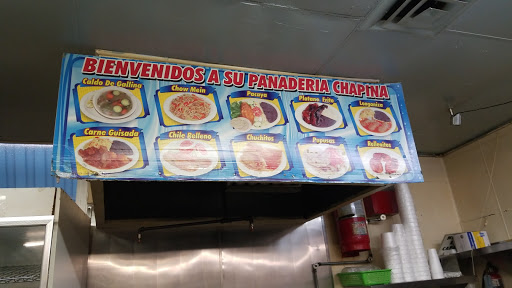 BIENVENIDOS A SU PANADERIA CHAPINA
Caldo De Gallina
Chow Mein
Pacaya
Platano Frito
Longaniza
Carne Guisada
Chile Relleno
Chuchitos
Pupusas
Rellenitos